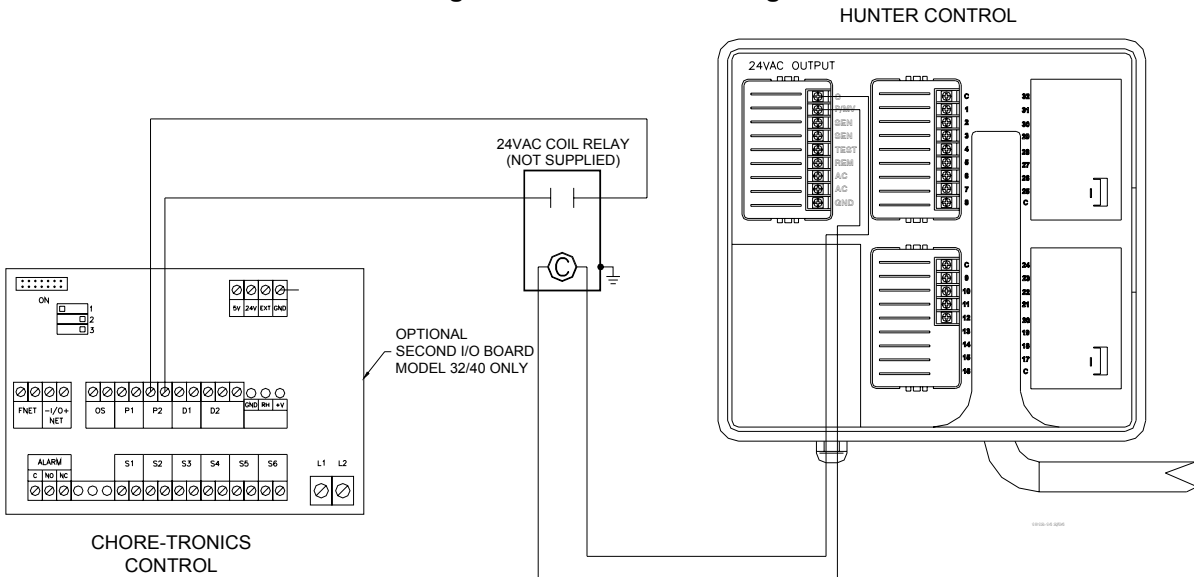 HUNTER CONTROL
24VAC OUTPUT
C
P/MV
SEN
SEN
TEST
REM
AC
AC
GND
C
1
2
3
4
5
6
7
8
32
31
30
29
28
27
26
25
C
24VAC COIL RELAY
(NOT SUPPLIED)
C
C
9
10
11
12
13
14
15
16
24
23
22
21
20
19
18
17
C
ON
1
2
3
5V 24V EXT GND
OPTIONAL
SECOND I/O BOARD
MODEL 32/40 ONLY
FNET -I/O+ NET OS P1 P2 D1 D2 GND RH +V
ALARM
C NO NC
S1 S2 S3 S4 S5 S6 L1 L2
CHORE-TRONICS
CONTROL